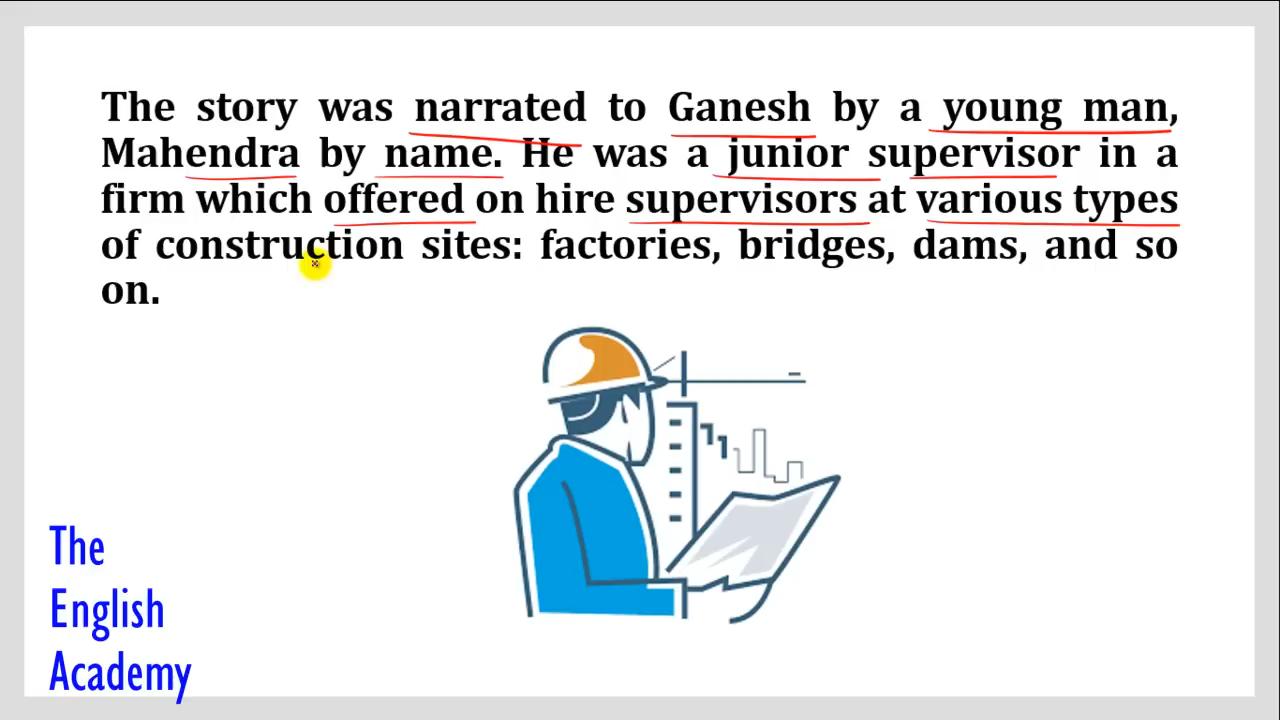 The story was narrated to Ganesh by a young man,
Mahendra by name. He was a junior supervisor in a
firm which offered on hire supervisors at various types
of construction sites: factories, bridges, dams, and so
on.
The
English
Academy